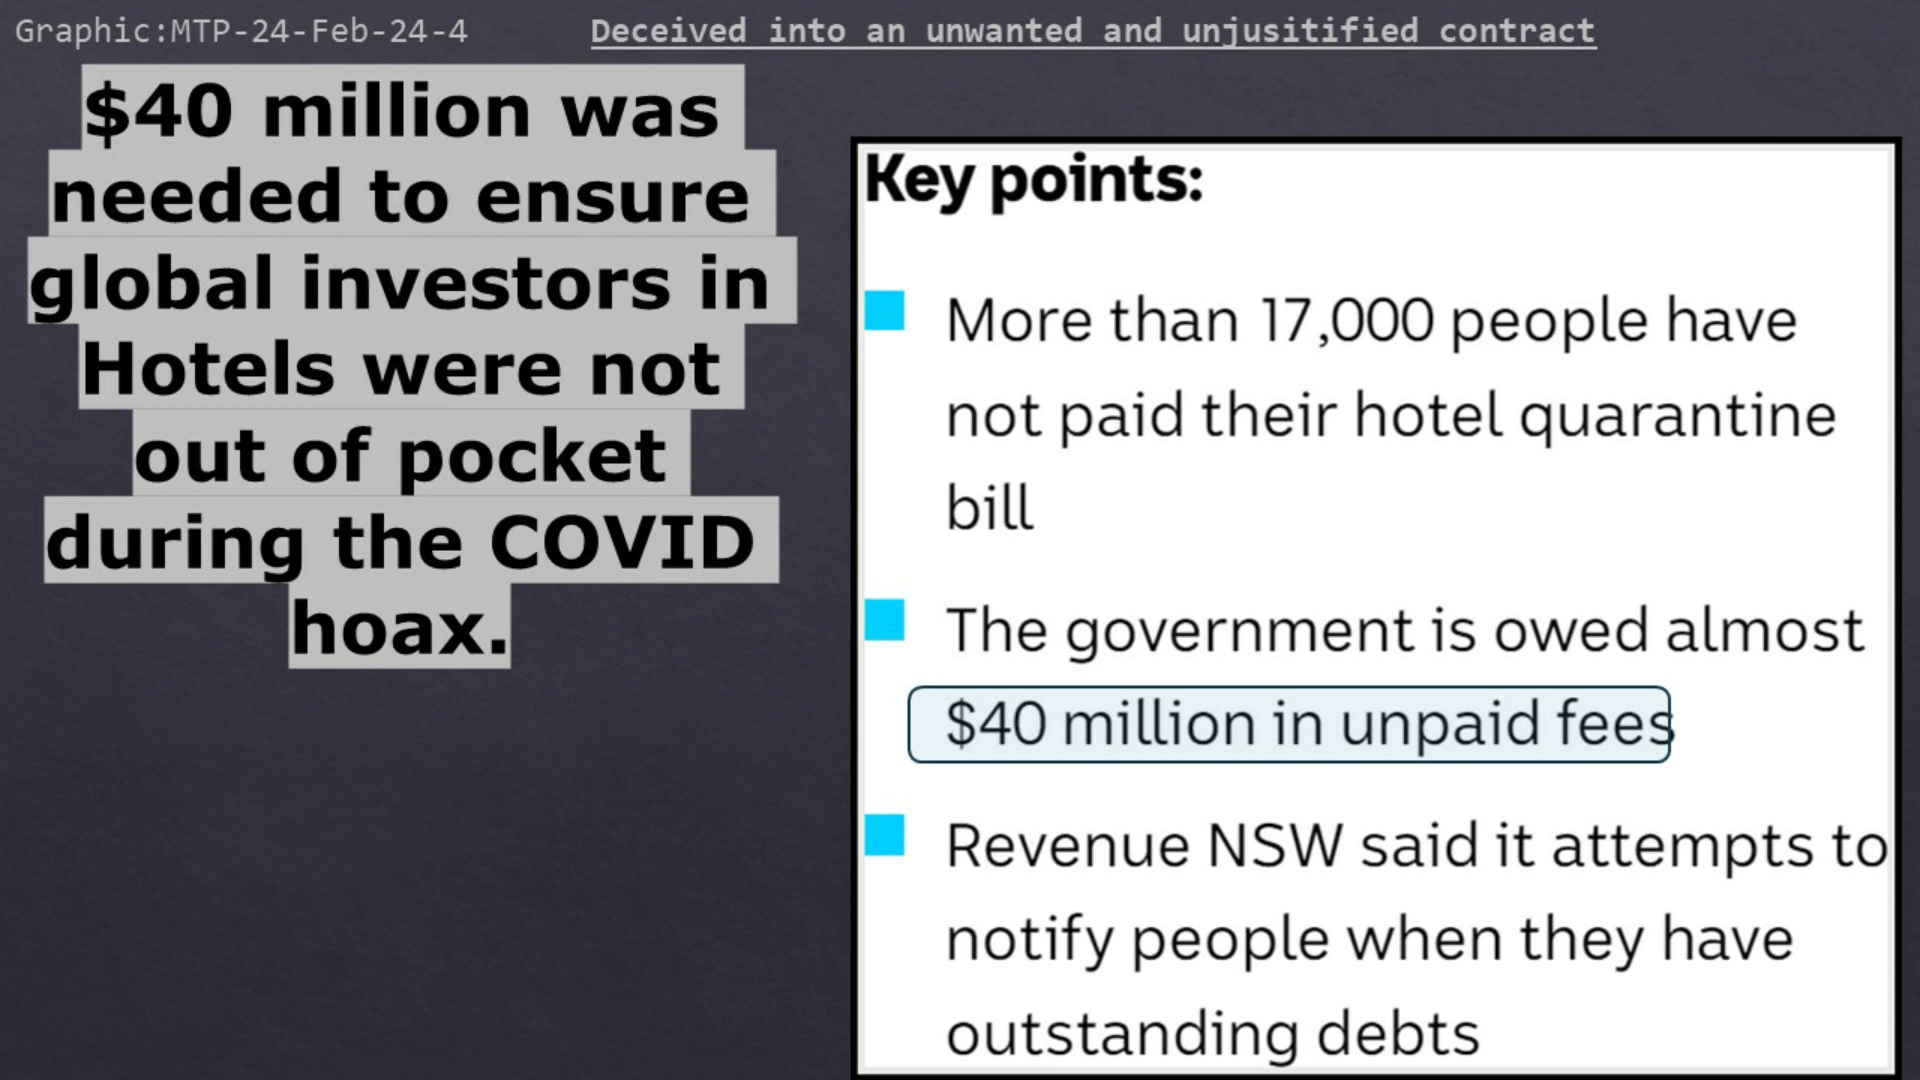 Graphic:MTP-24-Feb-24-4
Deceived into an unwanted and unjusitified contract
$40 million was
needed to ensure
global investors in
Hotels were not
out of pocket
during the COVID
hoax.
Key points:
More than 17,000 people have
not paid their hotel quarantine
bill
The government is owed almost
$40 million in unpaid fees
Revenue NSW said it attempts to
notify people when they have
outstanding debts